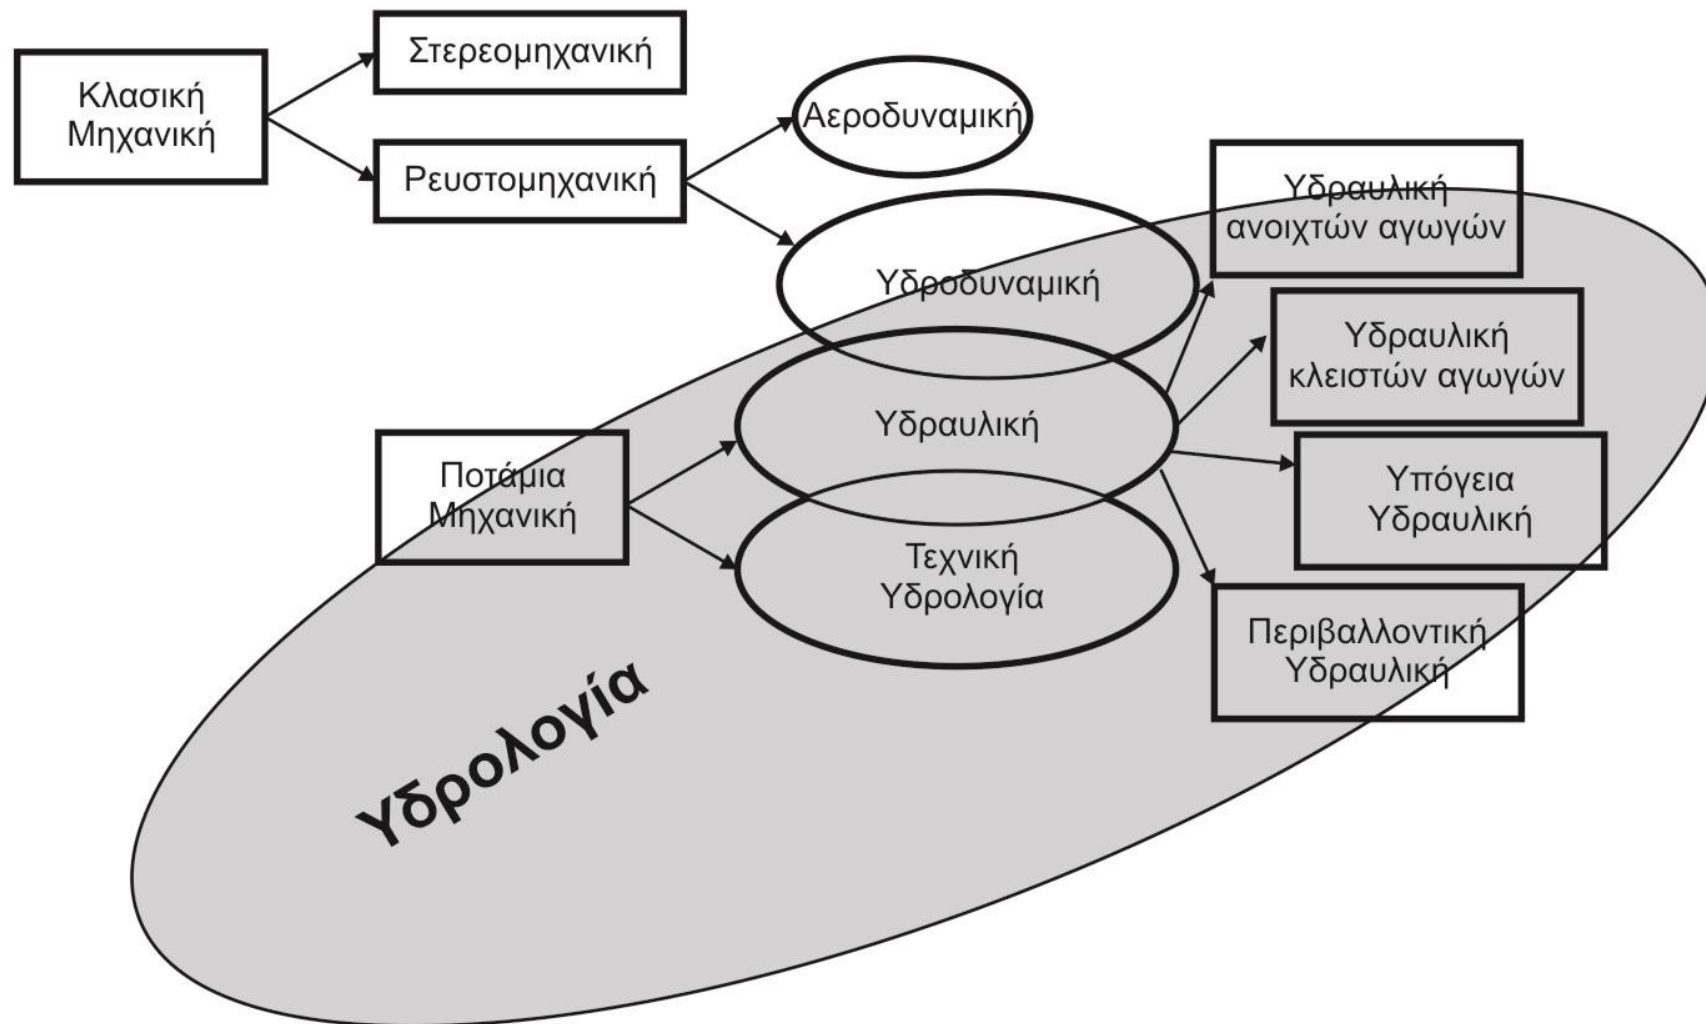 Κλασική
Μηχανική
Στερεομηχανική
Ρευστομηχανική
Αεροδυναμική
Υδροδυναμική
Υδραυλική
ανοιχτών αγωγών
Υδραυλική
κλειστών αγωγών
Υδραυλική
Ποτάμια
Μηχανική
Υπόγεια
Υδραυλική
Τεχνική
Υδρολογία
Περιβαλλοντική
Υδραυλική
Υδρολογία